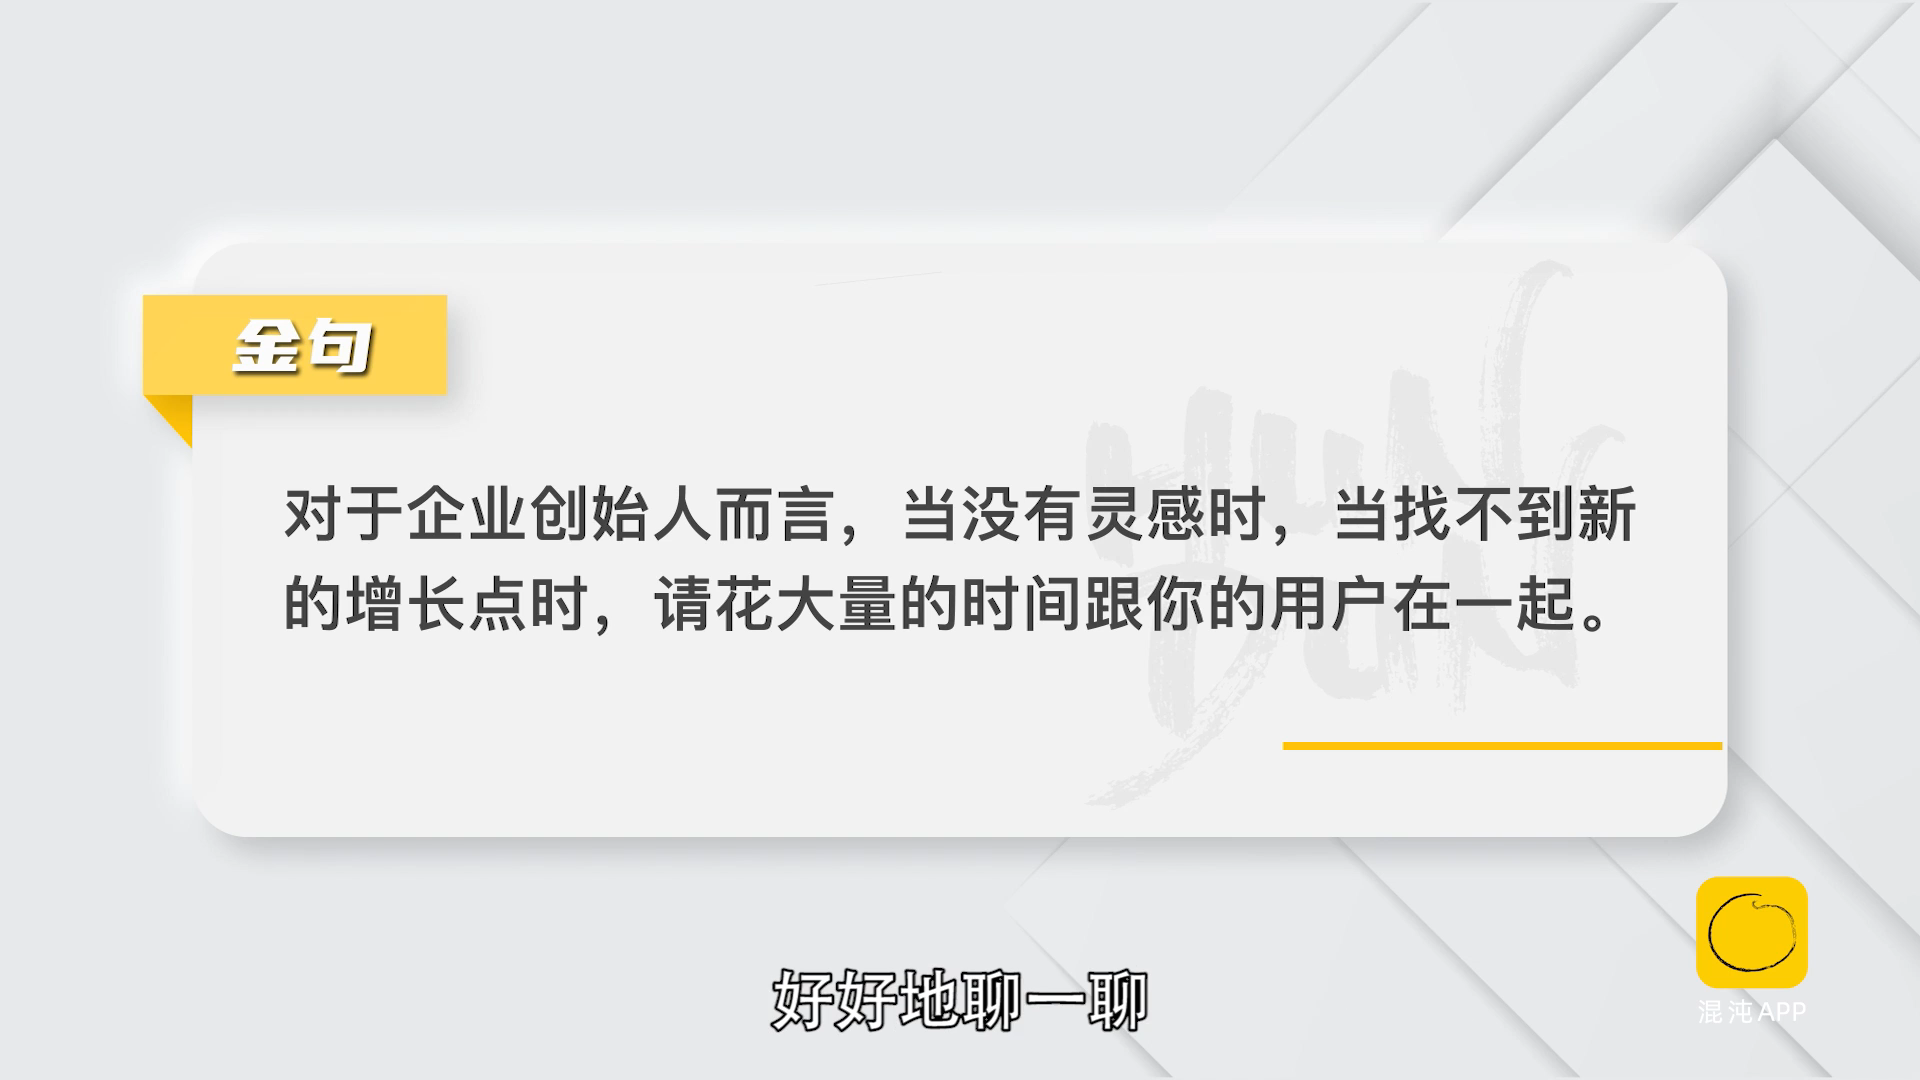 金句
对于企业创始人而言，当没有灵感时，当找不到新
的增长点时，请花大量的时间跟你的用户在一起。
HUN
DUN
好好地聊一聊
混沌APP